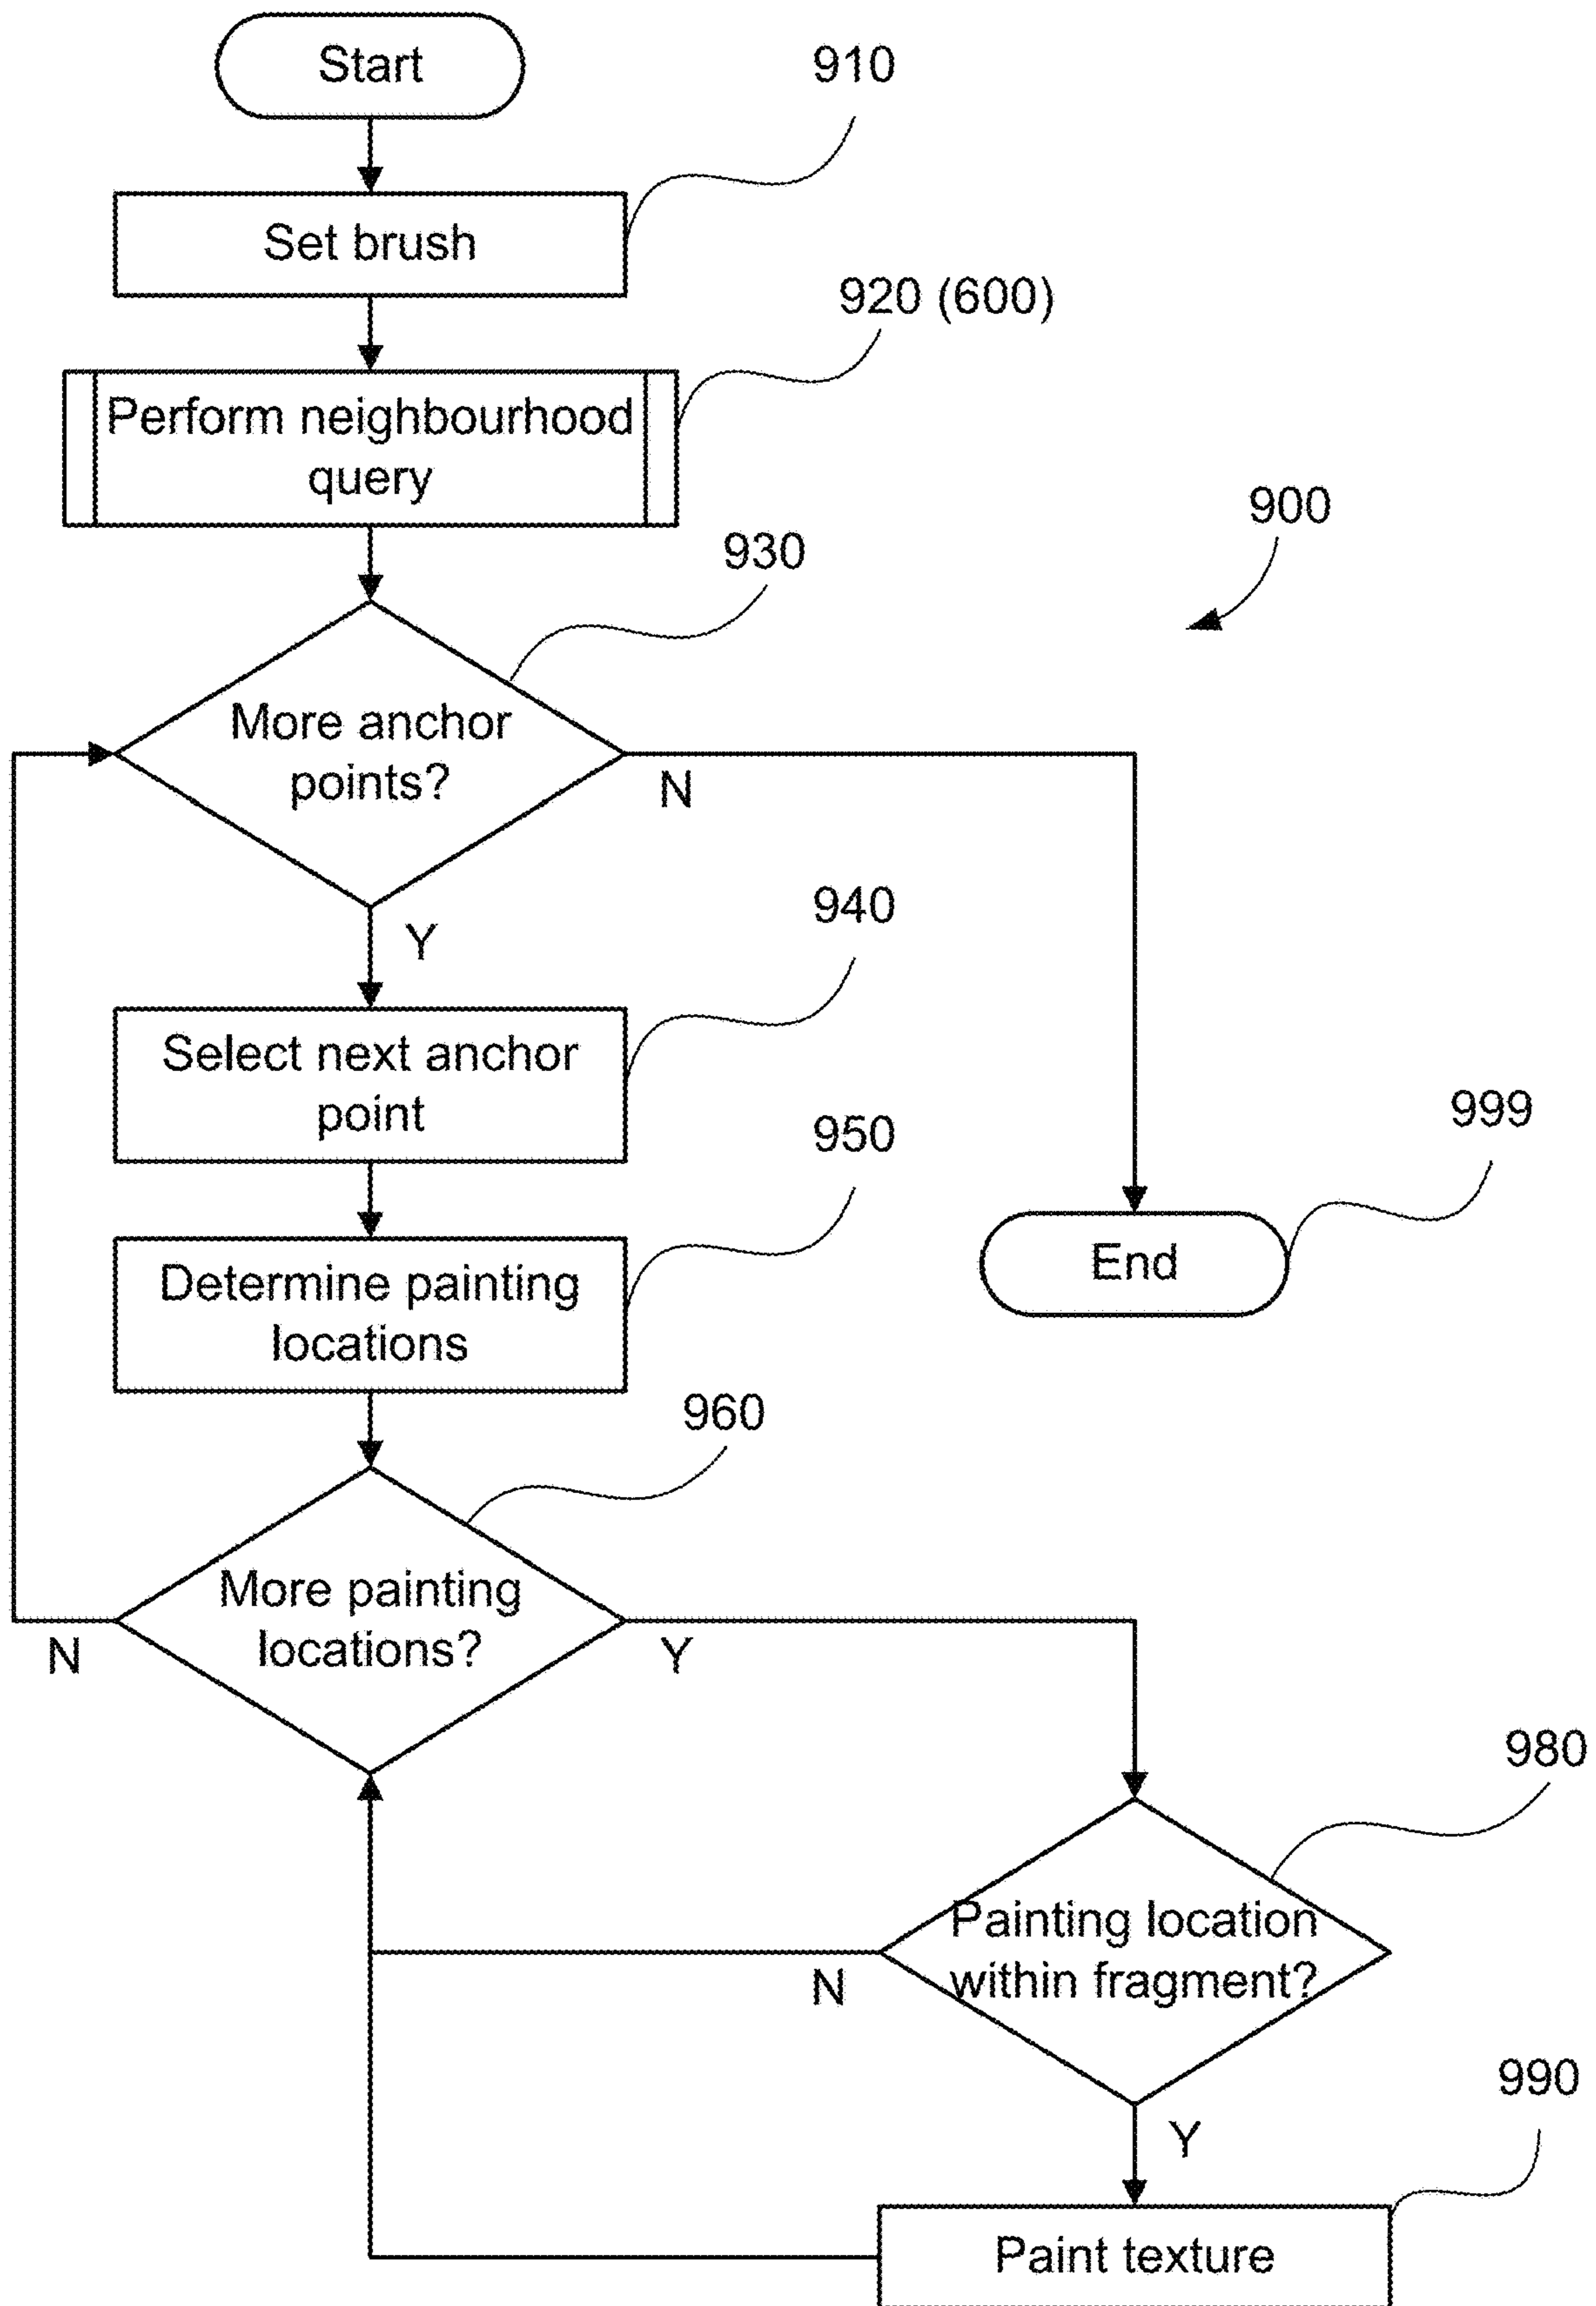 Start
910
Set brush
920 (600)
Perform neighbourhood
query
900
930
More anchor
points?
N
Y
940
Select next anchor
point
950
999
End
Determine painting
locations
960
More painting
locations?
N
Y
980
Painting location
within fragment?
N
Y
990
Paint texture